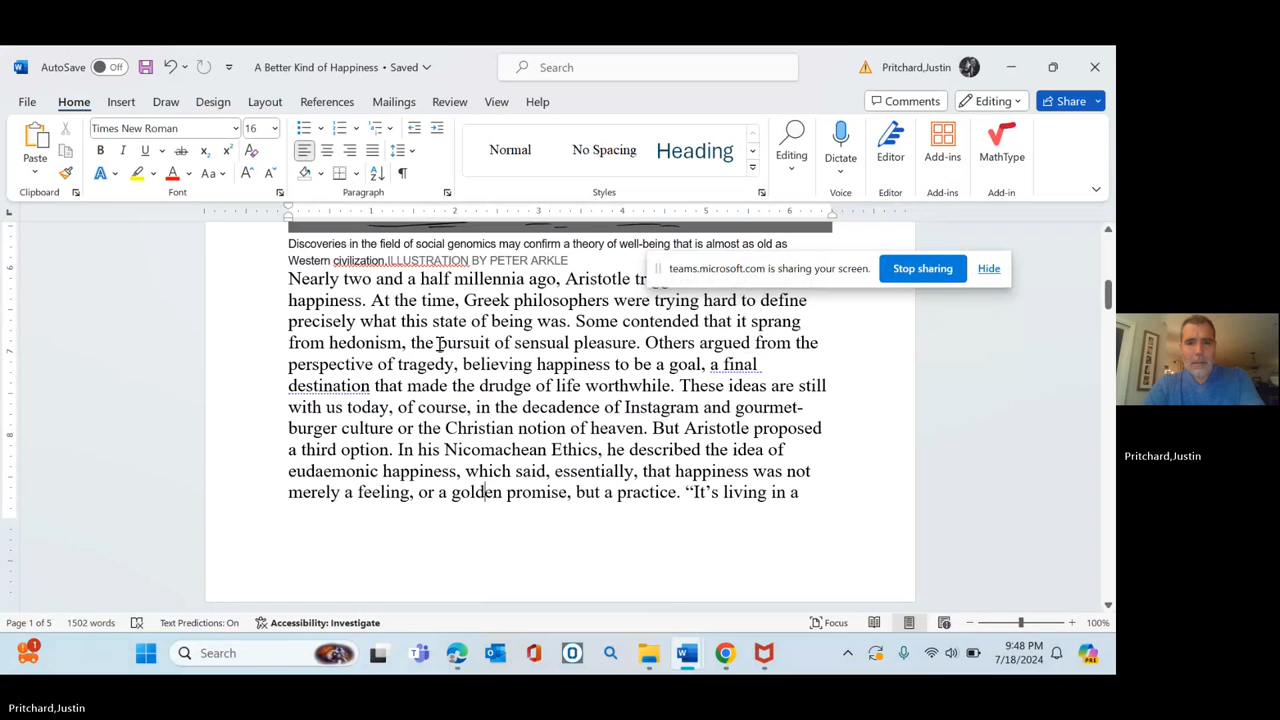 AutoSave Off A Better Kind of Happiness • Saved Search Pritchard,Justin
File Home Insert Draw Design Layout References Mailings Review View Help Comments Editing Share
Times New Roman 16
Paste Normal No Spacing Heading Editing Dictate Editor Add-ins MathType
Clipboard Font Paragraph Styles Voice Editor Add-ins Add-in
1 2 3 4 5 6
Discoveries in the field of social genomics may confirm a theory of well-being that is almost as old as
Western civilization.ILLUSTRATION BY PETER ARKLE
teams.microsoft.com is sharing your screen. Stop sharing Hide
Nearly two and a half millennia ago, Aristotle
happiness. At the time, Greek philosophers were trying hard to define
precisely what this state of being was. Some contended that it sprang
from hedonism, the pursuit of sensual pleasure. Others argued from the
perspective of tragedy, believing happiness to be a goal, a final
destination that made the drudge of life worthwhile. These ideas are still
with us today, of course, in the decadence of Instagram and gourmet-
burger culture or the Christian notion of heaven. But Aristotle proposed
a third option. In his Nicomachean Ethics, he described the idea of
eudaemonic happiness, which said, essentially, that happiness was not
merely a feeling, or a golden promise, but a practice. “It’s living in a
Pritchard,Justin
Page 1 of 5 1502 words Text Predictions: On Accessibility: Investigate Focus 100%
1 Search 9:48 PM
7/18/2024
Pritchard,Justin